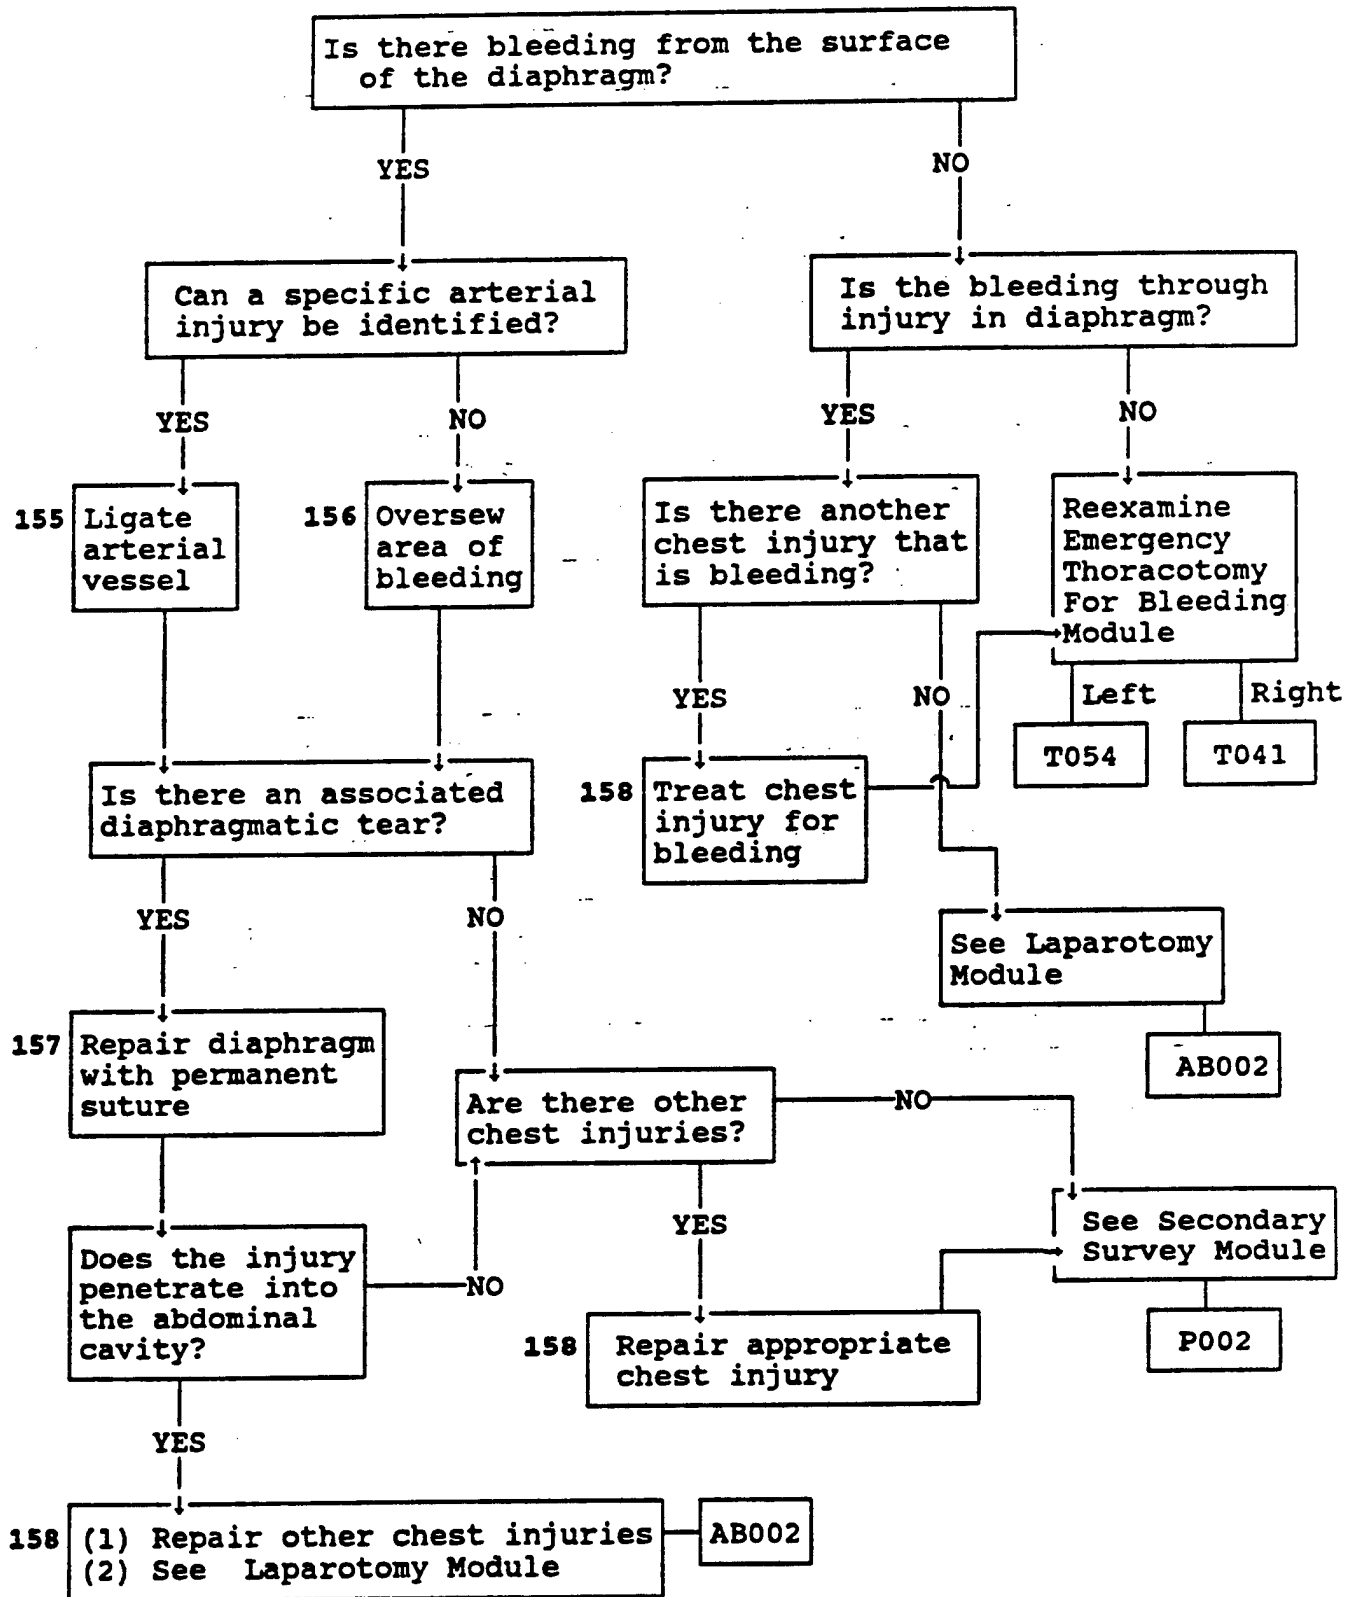 Is there bleeding from the surface
of the diaphragm?
YES
NO
Can a specific arterial
injury be identified?
Is the bleeding through
injury in diaphragm?
YES
NO
YES
NO
155 Ligate
arterial
vessel
156 Oversew
area of
bleeding
Is there another
chest injury that
is bleeding?
Reexamine
Emergency
Thoracotomy
For Bleeding
Module
YES
NO
Left
Right
T054
T041
Is there an associated
diaphragmatic tear?
158 Treat chest
injury for
bleeding
YES
NO
See Laparotomy
Module
AB002
157 Repair diaphragm
with permanent
suture
Are there other
chest injuries?
NO
YES
See Secondary
Survey Module
P002
Does the injury
penetrate into
the abdominal
cavity?
NO
158 Repair appropriate
chest injury
YES
158 (1) Repair other chest injuries
(2) See Laparotomy Module
AB002